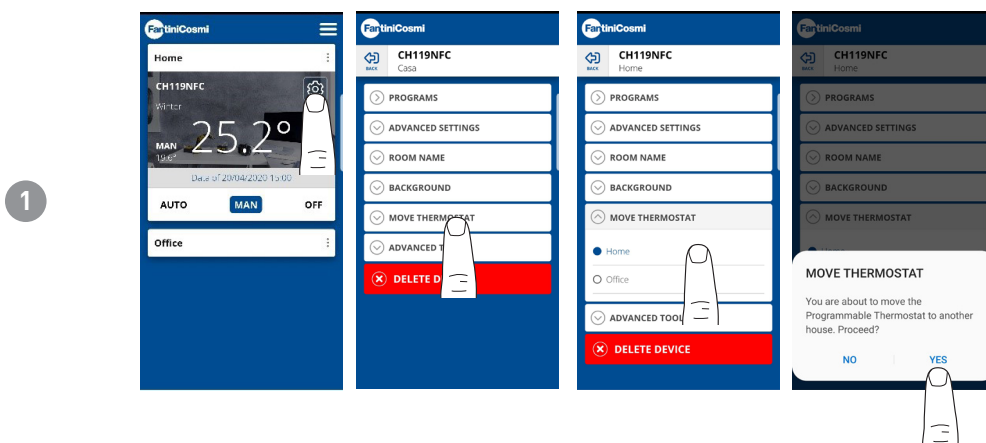 1
FantiniCosmi
Home
CH119NFC
Winter
25.2°
MAN
19.6°
Data of 20/04/2020 15:00
AUTO MAN OFF
Office
FantiniCosmi
BACK
CH119NFC
Casa
PROGRAMS
ADVANCED SETTINGS
ROOM NAME
BACKGROUND
MOVE THERMOSTAT
ADVANCED T
DELETE D
FantiniCosmi
BACK
CH119NFC
Home
PROGRAMS
ADVANCED SETTINGS
ROOM NAME
BACKGROUND
MOVE THERMOSTAT
Home
Office
ADVANCED TOOL
DELETE DEVICE
FantiniCosmi
BACK
CH119NFC
Home
PROGRAMS
ADVANCED SETTINGS
ROOM NAME
BACKGROUND
MOVE THERMOSTAT
Home
MOVE THERMOSTAT
You are about to move the
Programmable Thermostat to another
house. Proceed?
NO YES